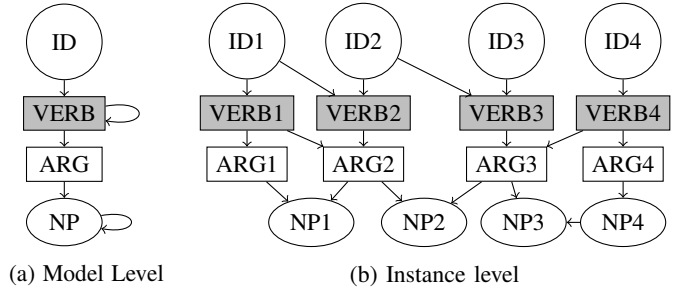 ID
VERB
ARG
NP
(a) Model Level
ID1 ID2 ID3 ID4
VERB1 VERB2 VERB3 VERB4
ARG1 ARG2 ARG3 ARG4
NP1 NP2 NP3 NP4
(b) Instance level